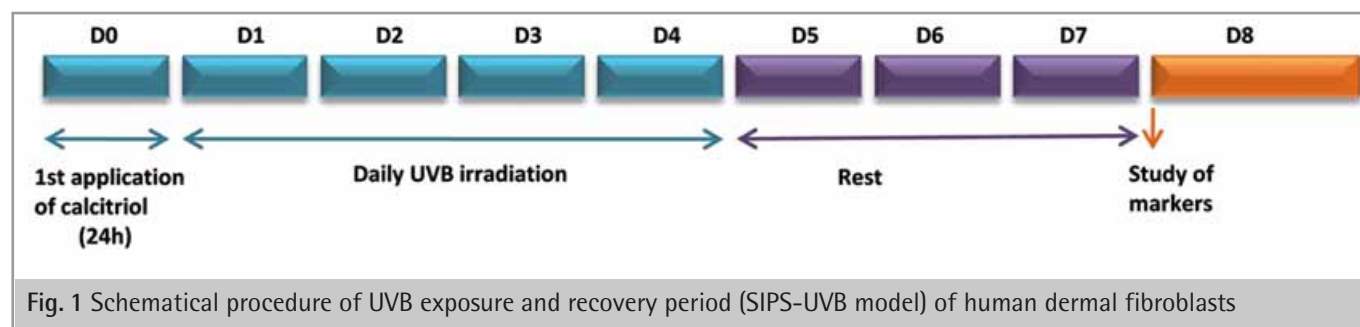 D0 D1 D2 D3 D4 D5 D6 D7 D8
1st application
of calcitriol
(24h)
Daily UVB irradiation
Rest
Study of
markers
Fig. 1 Schematical procedure of UVB exposure and recovery period (SIPS-UVB model) of human dermal fibroblasts